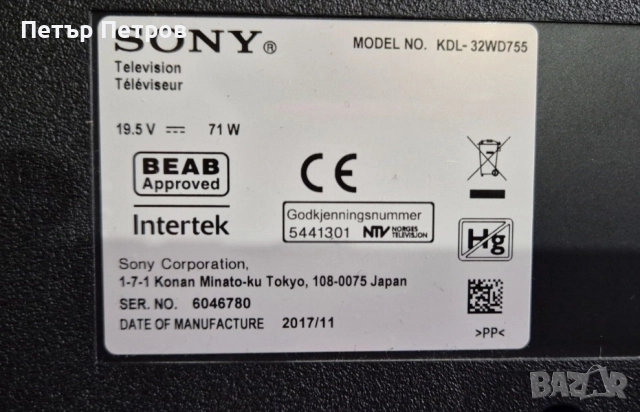 Петър Петров
SONY®
MODEL NO. KDL- 32WD755
Television
Téléviseur
19.5 V 71 W
BEAB
Approved
CE
Intertek
Godkjenningsnummer
5441301 NTV NORGES TELEVISJON
Hg
Sony Corporation,
1-7-1 Konan Minato-ku Tokyo, 108-0075 Japan
SER. NO. 6046780
DATE OF MANUFACTURE 2017/11
>PP<
BAZAR